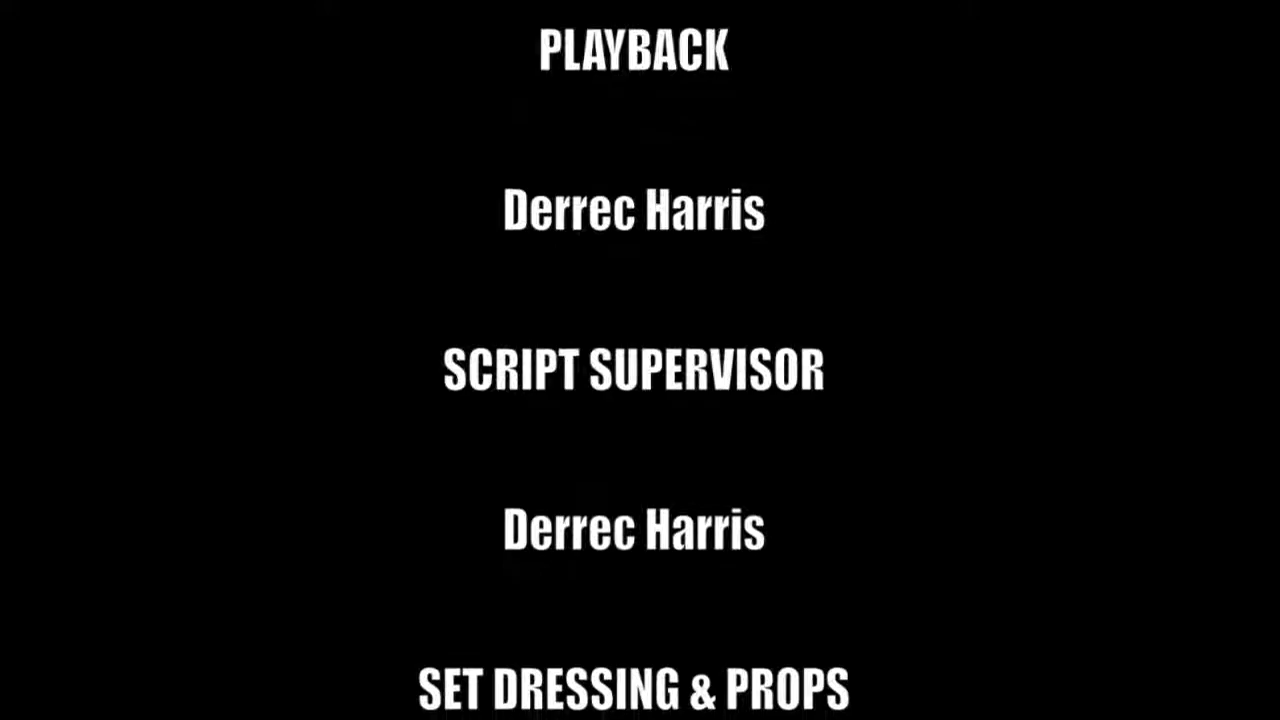 PLAYBACK
Derrec Harris
SCRIPT SUPERVISOR
Derrec Harris
SET DRESSING & PROPS